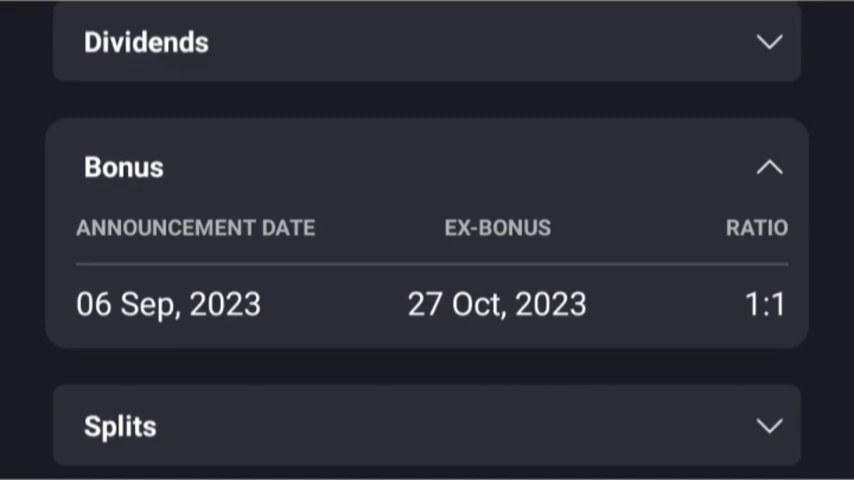 Dividends
Bonus
ANNOUNCEMENT DATE EX-BONUS RATIO
06 Sep, 2023 27 Oct, 2023 1:1
Splits